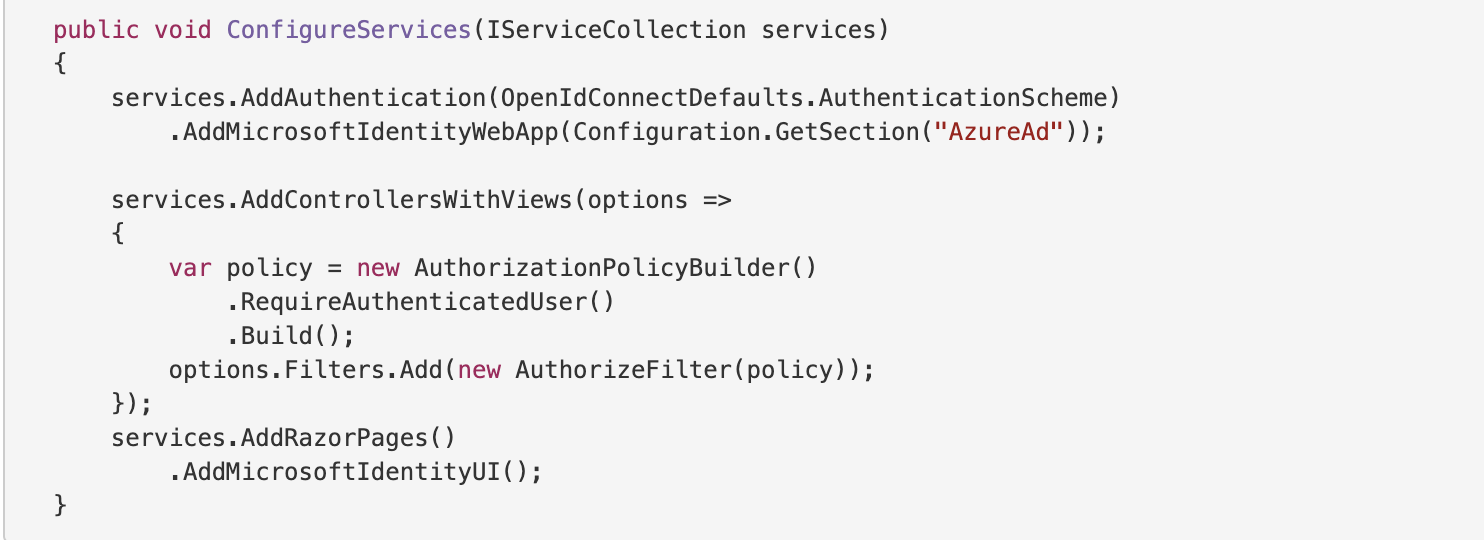 public void ConfigureServices(IServiceCollection services)
{
    services.AddAuthentication(OpenIdConnectDefaults.AuthenticationScheme)
        .AddMicrosoftIdentityWebApp(Configuration.GetSection("AzureAd"));

    services.AddControllersWithViews(options =>
    {
        var policy = new AuthorizationPolicyBuilder()
            .RequireAuthenticatedUser()
            .Build();
        options.Filters.Add(new AuthorizeFilter(policy));
    });
    services.AddRazorPages()
        .AddMicrosoftIdentityUI();
}